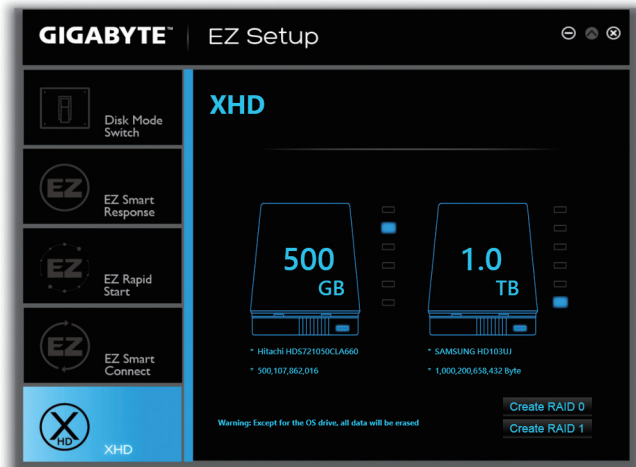 GIGABYTE™ EZ Setup
Disk Mode
Switch
EZ
EZ Smart
Response
EZ
EZ Rapid
Start
EZ
EZ Smart
Connect
X
HD
XHD
XHD
500
GB
1.0
TB
* Hitachi HDS721050CLA660
* 500,107,862,016
* SAMSUNG HD103UJ
* 1,000,200,658,432 Byte
Warning: Except for the OS drive, all data will be erased
Create RAID 0
Create RAID 1